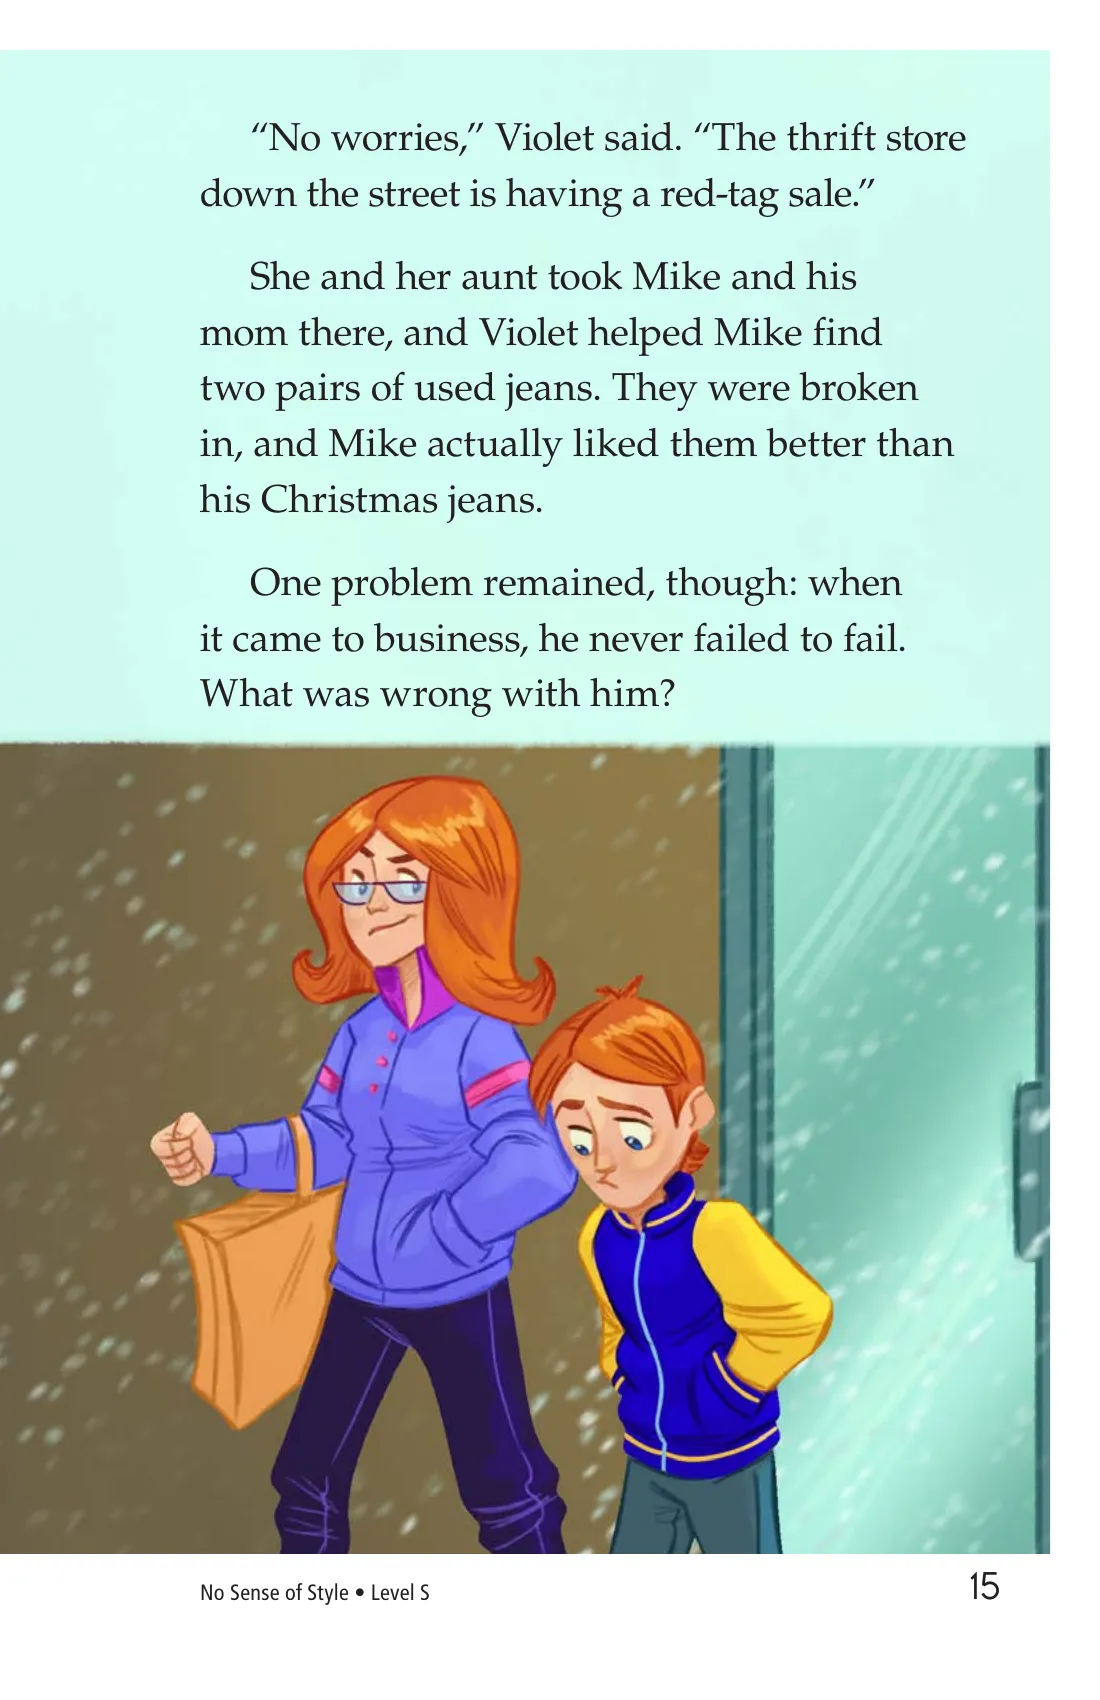 “No worries,” Violet said. “The thrift store
down the street is having a red-tag sale.”
She and her aunt took Mike and his
mom there, and Violet helped Mike find
two pairs of used jeans. They were broken
in, and Mike actually liked them better than
his Christmas jeans.
One problem remained, though: when
it came to business, he never failed to fail.
What was wrong with him?
No Sense of Style • Level S
15